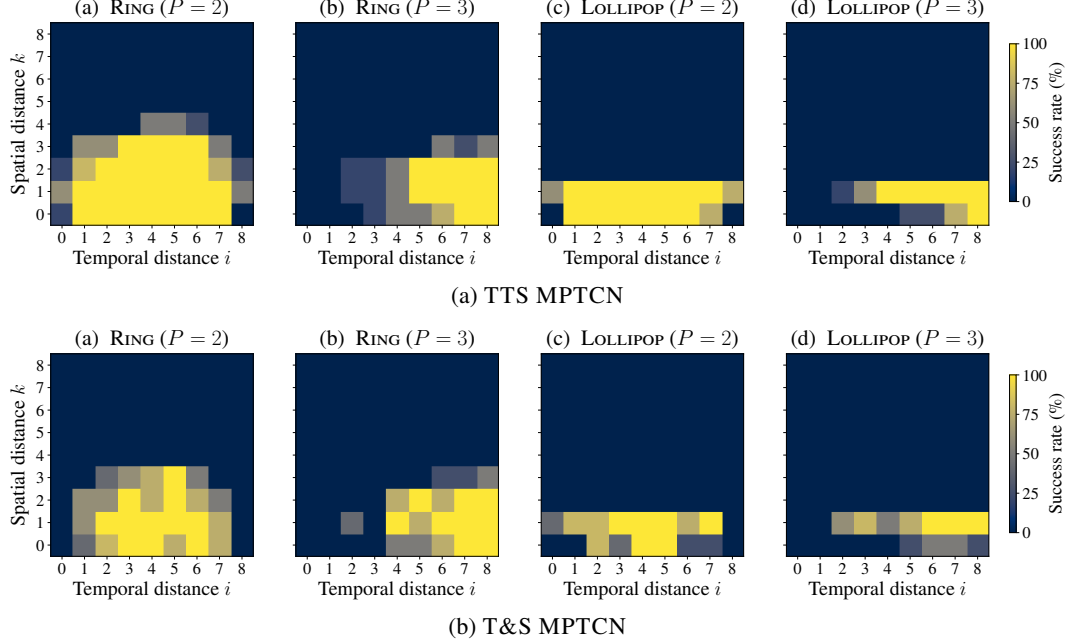 (a) RING (P = 2)
(b) RING (P = 3)
(c) LOLLIPOP (P = 2)
(d) LOLLIPOP (P = 3)
Spatial distance k
8
7
6
5
4
3
2
1
0
0 1 2 3 4 5 6 7 8
0 1 2 3 4 5 6 7 8
0 1 2 3 4 5 6 7 8
0 1 2 3 4 5 6 7 8
Temporal distance i
Temporal distance i
Temporal distance i
Temporal distance i
100
75
50
25
0
Success rate (%)
(a) TTS MPTCN
(a) RING (P = 2)
(b) RING (P = 3)
(c) LOLLIPOP (P = 2)
(d) LOLLIPOP (P = 3)
Spatial distance k
8
7
6
5
4
3
2
1
0
0 1 2 3 4 5 6 7 8
0 1 2 3 4 5 6 7 8
0 1 2 3 4 5 6 7 8
0 1 2 3 4 5 6 7 8
Temporal distance i
Temporal distance i
Temporal distance i
Temporal distance i
100
75
50
25
0
Success rate (%)
(b) T&S MPTCN